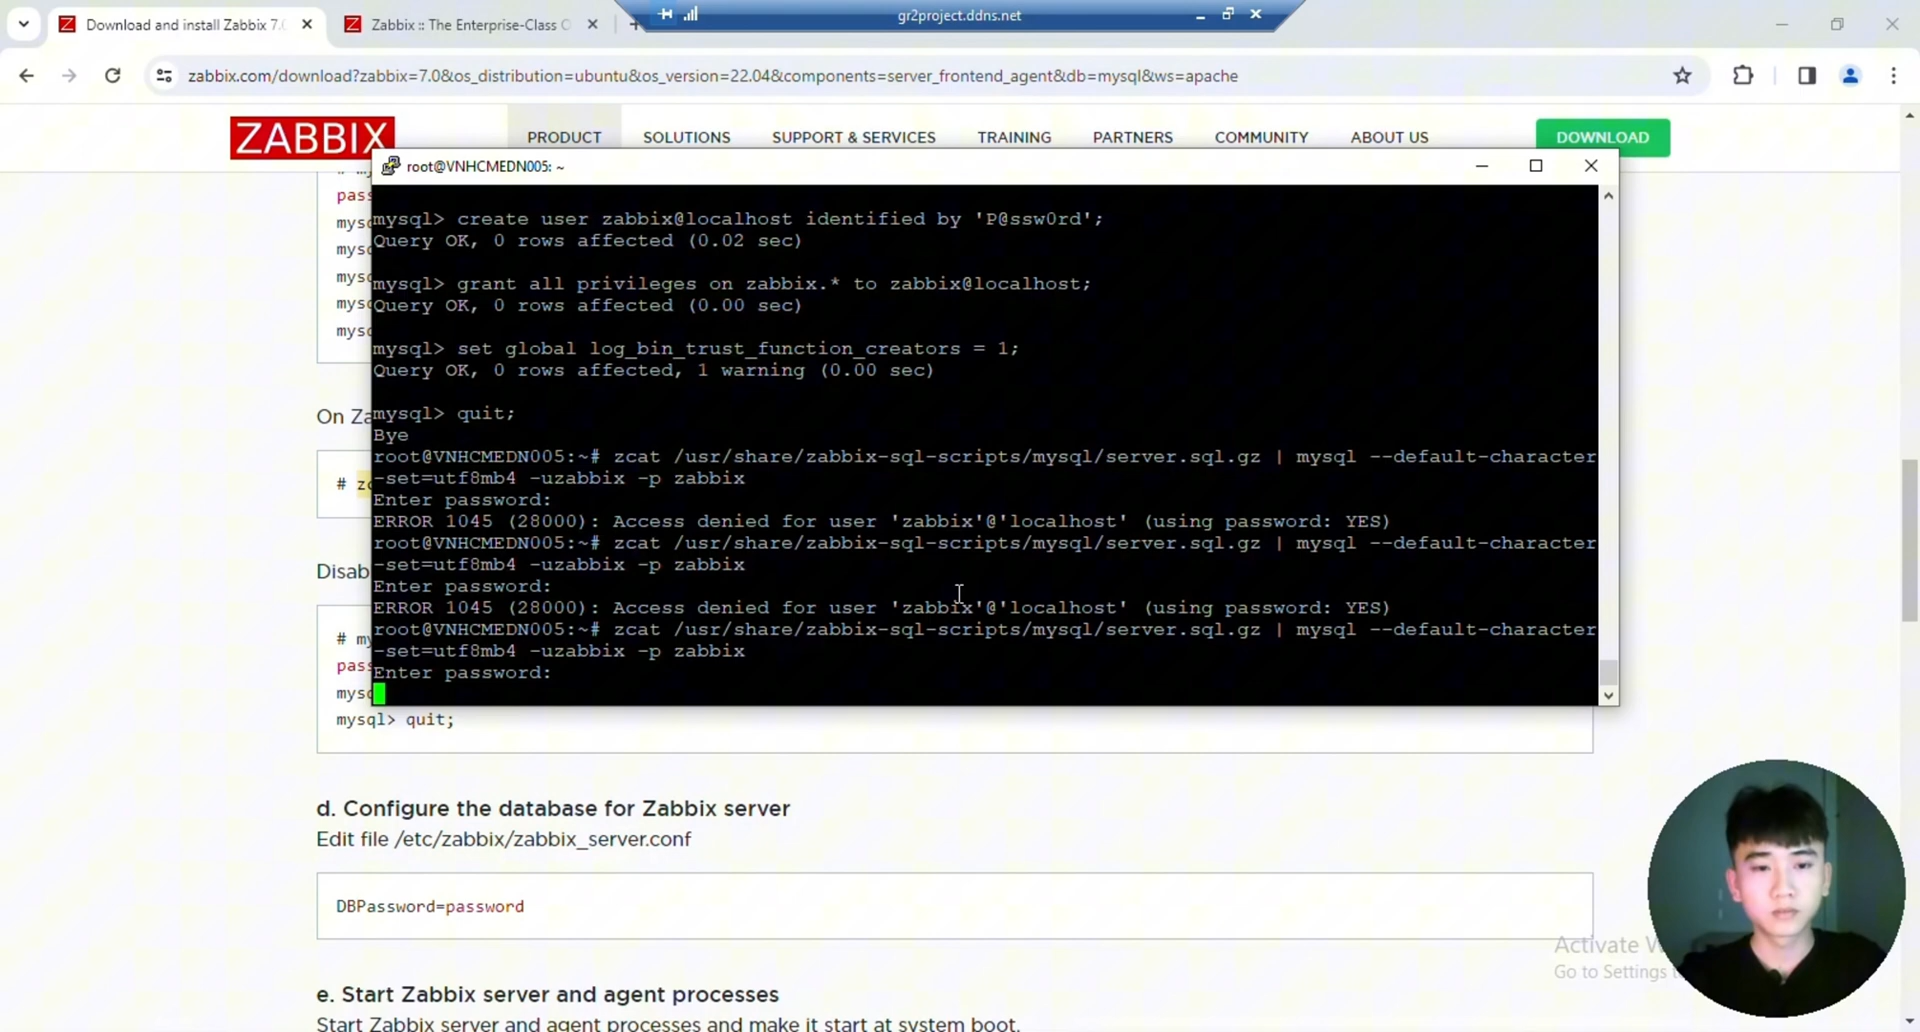 Download and install Zabbix 7.0
Zabbix :: The Enterprise-Class O
gr2project.ddns.net
zabbix.com/download?zabbix=7.0&os_distribution=ubuntu&os_version=22.04&components=server_frontend_agent&db=mysql&ws=apache
ZABBIX
PRODUCT
SOLUTIONS
SUPPORT & SERVICES
TRAINING
PARTNERS
COMMUNITY
ABOUT US
DOWNLOAD
root@VNHCMEDN005: ~
pass
mysq
mysq
mysq
mysq
mysq
mysql> create user zabbix@localhost identified by 'P@ssw0rd';
Query OK, 0 rows affected (0.02 sec)
mysql> grant all privileges on zabbix.* to zabbix@localhost;
Query OK, 0 rows affected (0.00 sec)
mysql> set global log_bin_trust_function_creators = 1;
Query OK, 0 rows affected, 1 warning (0.00 sec)
mysql> quit;
Bye
root@VNHCMEDN005:~# zcat /usr/share/zabbix-sql-scripts/mysql/server.sql.gz | mysql --default-character
-set=utf8mb4 -uzabbix -p zabbix
Enter password:
ERROR 1045 (28000): Access denied for user 'zabbix'@'localhost' (using password: YES)
root@VNHCMEDN005:~# zcat /usr/share/zabbix-sql-scripts/mysql/server.sql.gz | mysql --default-character
-set=utf8mb4 -uzabbix -p zabbix
Enter password:
ERROR 1045 (28000): Access denied for user 'zabbix'@'localhost' (using password: YES)
root@VNHCMEDN005:~# zcat /usr/share/zabbix-sql-scripts/mysql/server.sql.gz | mysql --default-character
-set=utf8mb4 -uzabbix -p zabbix
Enter password:
On Za
# zc
Disab
# my
pass
mysq
mysql> quit;
d. Configure the database for Zabbix server
Edit file /etc/zabbix/zabbix_server.conf
DBPassword=password
Activate W
Go to Settings t
e. Start Zabbix server and agent processes
Start Zabbix server and agent processes and make it start at system boot.